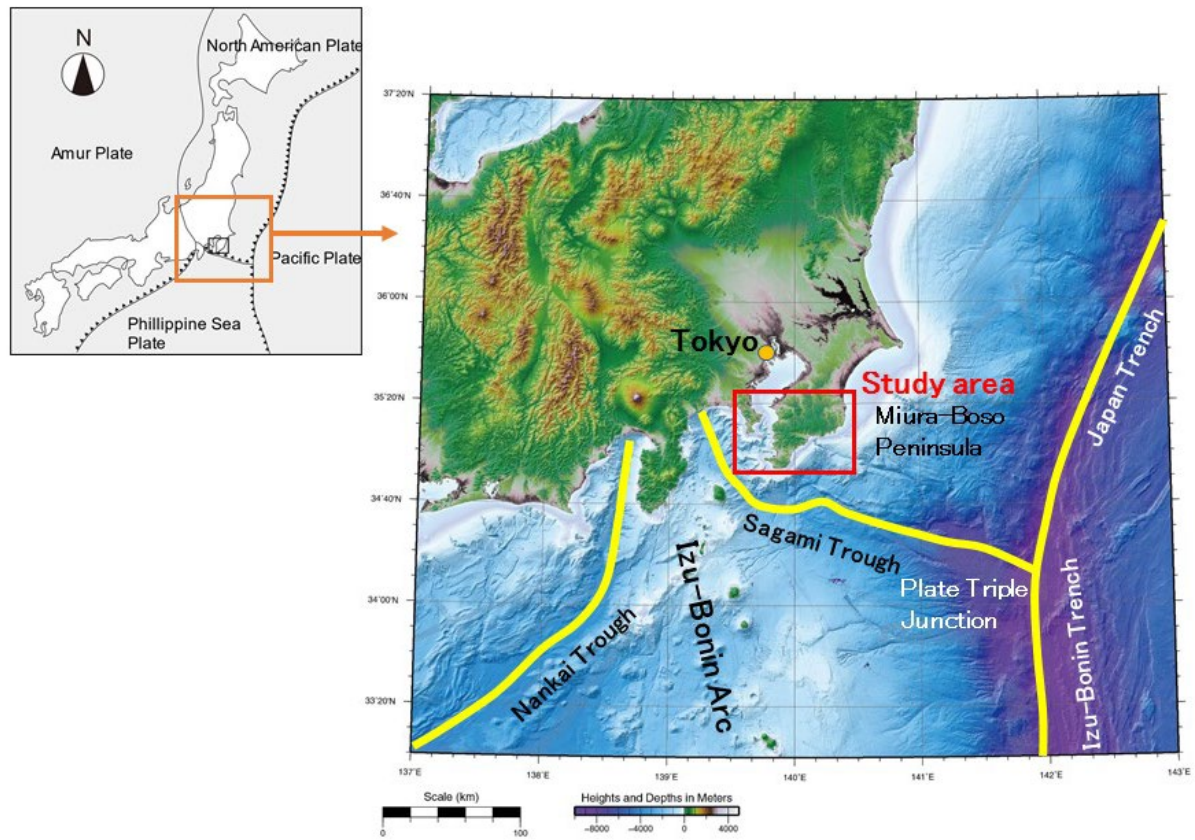 N
North American Plate
Amur Plate
Pacific Plate
Phillippine Sea
Plate
37°20'N
36°40'N
36°00'N
35°20'N
34°40'N
34°00'N
33°20'N
137°E
138°E
139°E
140°E
141°E
142°E
143°E
Tokyo
Study area
Miura-Boso
Peninsula
Japan Trench
Sagami Trough
Plate Triple
Junction
Izu-Bonin Trench
Izu-Bonin Arc
Nankai Trough
Scale (km)
0
100
Heights and Depths in Meters
-8000
-4000
0
4000